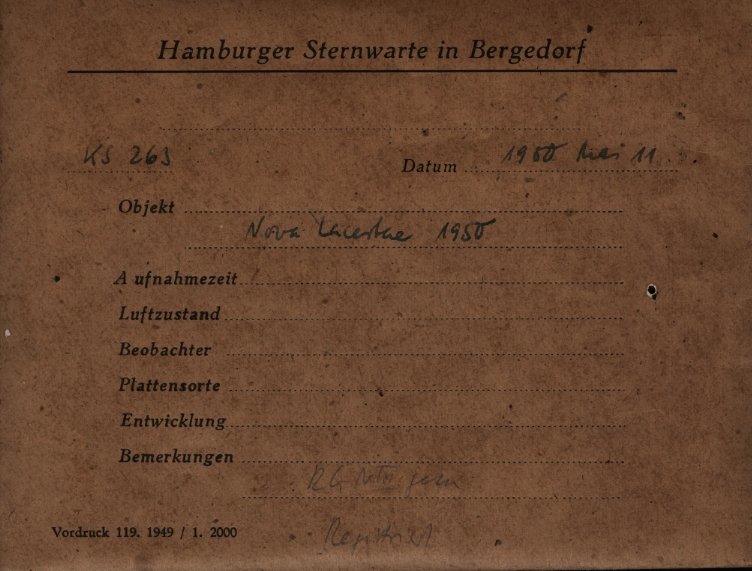 Hamburger Sternwarte in Bergedorf
KS 263 Datum 1950 Mai 11
Objekt
Nova Lacertae 1950
Aufnahmezeit
Luftzustand
Beobachter
Plattensorte
Entwicklung
Bemerkungen
Registriert
Vordruck 119. 1949 / 1. 2000